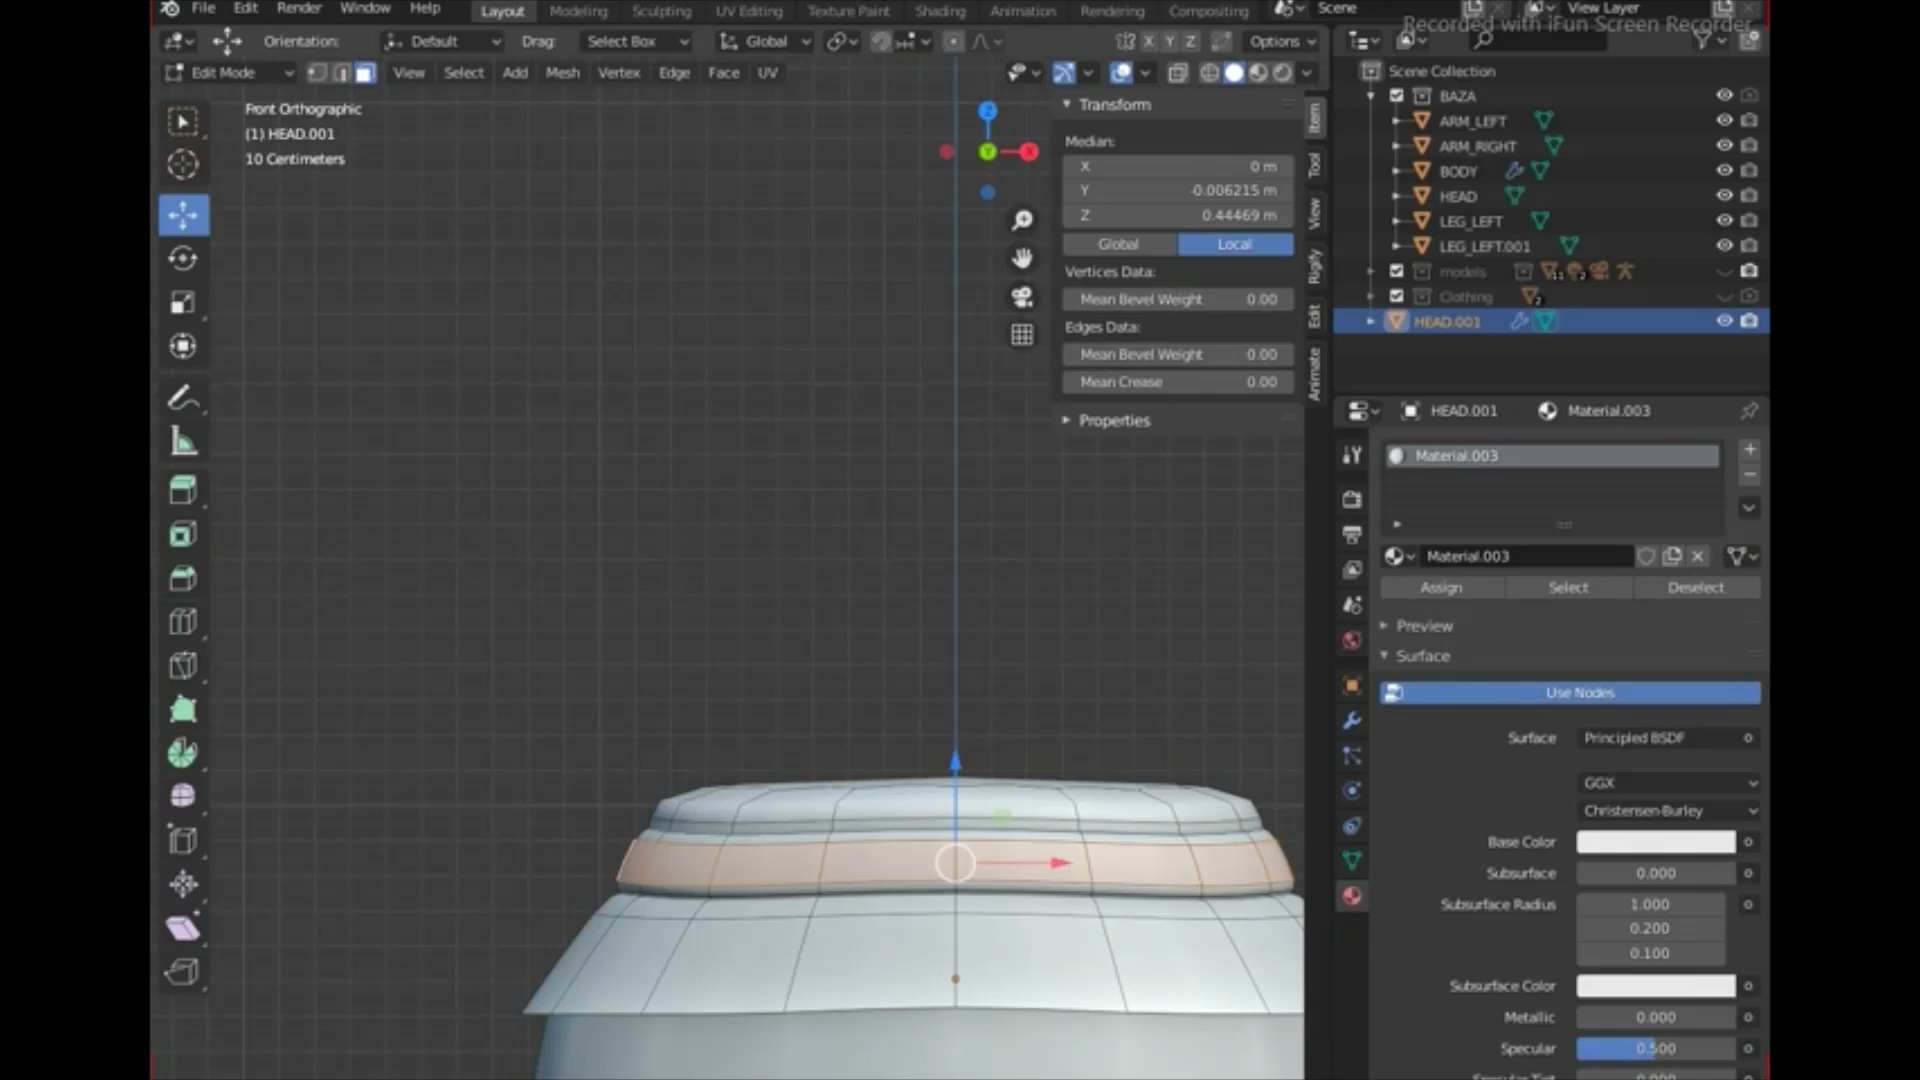 File Edit Render Window Help Layout Modeling Sculpting UV Editing Texture Paint Shading Animation Rendering Compositing Scene View Layer
Recorded with iFun Screen Recorder
Orientation: Default Drag: Select Box Global X Y Z Options
Edit Mode View Select Add Mesh Vertex Edge Face UV
Front Orthographic
(1) HEAD.001
10 Centimeters
Transform
Median:
X 0 m
Y -0.006215 m
Z 0.44469 m
Global Local
Vertices Data:
Mean Bevel Weight 0.00
Edges Data:
Mean Bevel Weight 0.00
Mean Crease 0.00
Properties
Item
Tool
View
Rigify
Edit
Animate
Scene Collection
BAZA
ARM_LEFT
ARM_RIGHT
BODY
HEAD
LEG_LEFT
LEG_LEFT.001
models 11 2
Clothing 2
HEAD.001
HEAD.001 Material.003
Material.003
Material.003
Assign Select Deselect
Preview
Surface
Use Nodes
Surface Principled BSDF
GGX
Christensen-Burley
Base Color
Subsurface 0.000
Subsurface Radius 1.000
0.200
0.100
Subsurface Color
Metallic 0.000
Specular 0.500